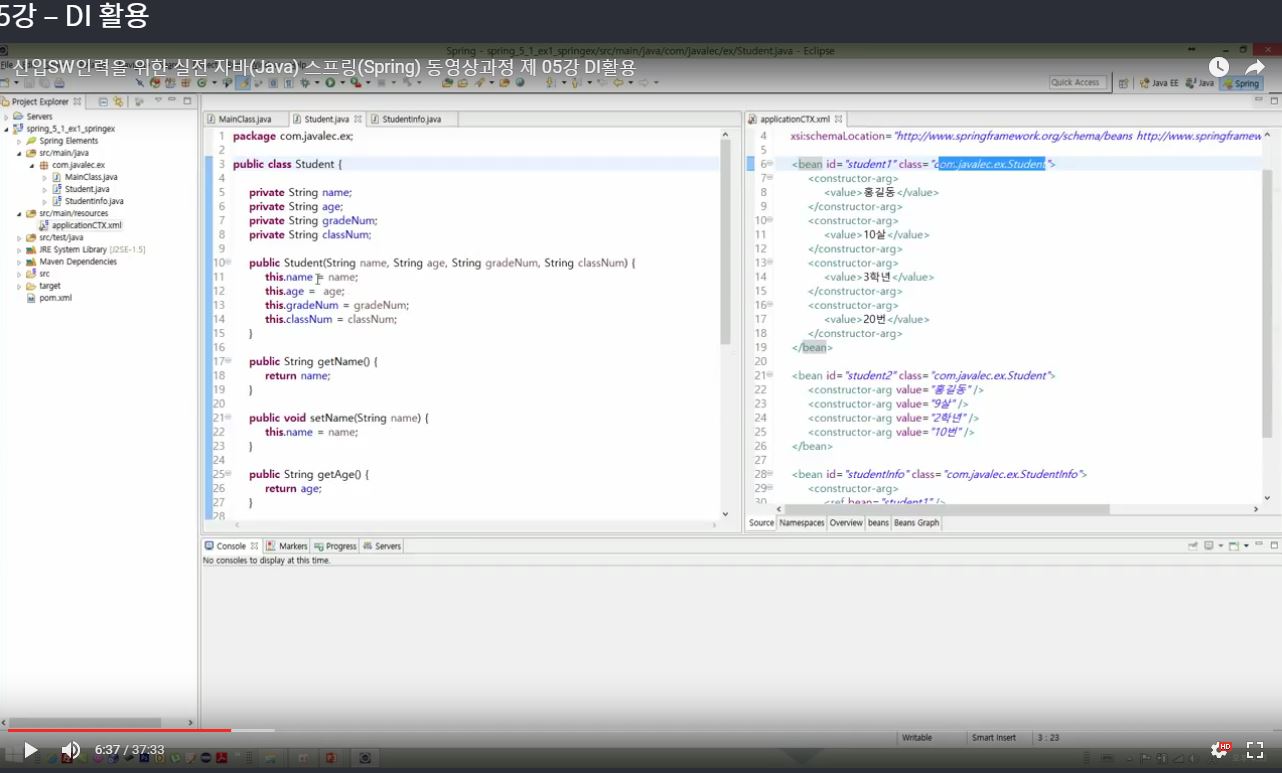 5강 – DI 활용
Spring - spring_5_1_ex1_springex/src/main/java/com/javalec/ex/Student.java - Eclipse
신입SW인력을 위한 실전 자바(Java) 스프링(Spring) 동영상과정 제 05강 DI활용
Quick Access
Java EE
Java
Spring
Project Explorer
Servers
spring_5_1_ex1_springex
Spring Elements
src/main/java
com.javalec.ex
MainClass.java
Student.java
Studentinfo.java
src/main/resources
applicationCTX.xml
src/test/java
JRE System Library [J2SE-1.5]
Maven Dependencies
src
target
pom.xml
MainClass.java
Student.java
StudentInfo.java
1 package com.javalec.ex;
2
3 public class Student {
4
5 private String name;
6 private String age;
7 private String gradeNum;
8 private String classNum;
9
10 public Student(String name, String age, String gradeNum, String classNum) {
11 this.name = name;
12 this.age = age;
13 this.gradeNum = gradeNum;
14 this.classNum = classNum;
15 }
16
17 public String getName() {
18 return name;
19 }
20
21 public void setName(String name) {
22 this.name = name;
23 }
24
25 public String getAge() {
26 return age;
27 }
28
applicationCTX.xml
4 xsi:schemaLocation="http://www.springframework.org/schema/beans http://www.springframew
5
6 <bean id="student1" class="com.javalec.ex.Student">
7 <constructor-arg>
8 <value>홍길동</value>
9 </constructor-arg>
10 <constructor-arg>
11 <value>10살</value>
12 </constructor-arg>
13 <constructor-arg>
14 <value>3학년</value>
15 </constructor-arg>
16 <constructor-arg>
17 <value>20번</value>
18 </constructor-arg>
19 </bean>
20
21 <bean id="student2" class="com.javalec.ex.Student">
22 <constructor-arg value="홍길동" />
23 <constructor-arg value="9살" />
24 <constructor-arg value="2학년" />
25 <constructor-arg value="10번" />
26 </bean>
27
28 <bean id="studentInfo" class="com.javalec.ex.StudentInfo">
29 <constructor-arg>
30 <ref bean="student1" />
Source Namespaces Overview beans Beans Graph
Console Markers Progress Servers
No consoles to display at this time.
Writable
Smart Insert
3 : 23
6:37 / 37:33
HD